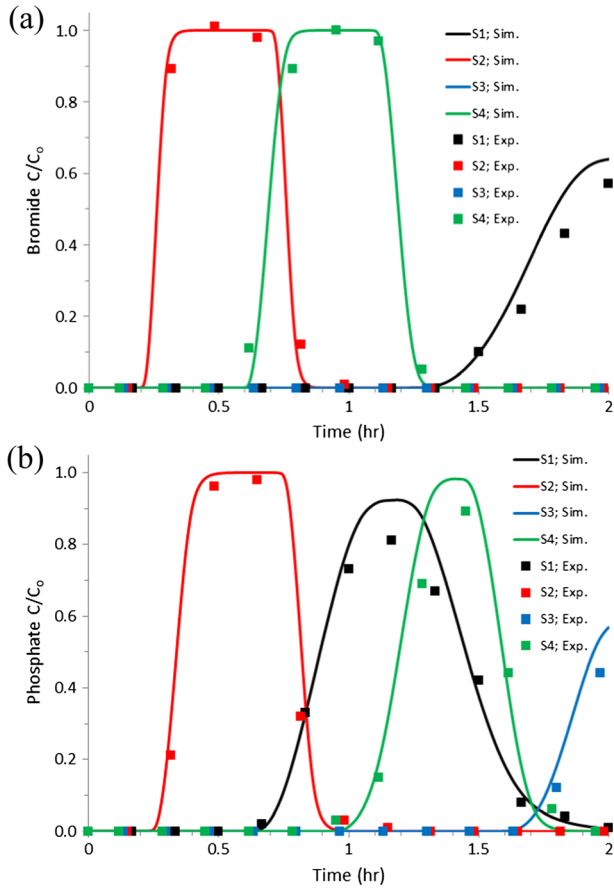 (a)
1.0
0.8
0.6
0.4
0.2
0.0
Bromide C/Co
0
0.5
1
1.5
2
Time (hr)
S1; Sim.
S2; Sim.
S3; Sim.
S4; Sim.
S1; Exp.
S2; Exp.
S3; Exp.
S4; Exp.
(b)
1.0
0.8
0.6
0.4
0.2
0.0
Phosphate C/Co
0
0.5
1
1.5
2
Time (hr)
S1; Sim.
S2; Sim.
S3; Sim.
S4; Sim.
S1; Exp.
S2; Exp.
S3; Exp.
S4; Exp.